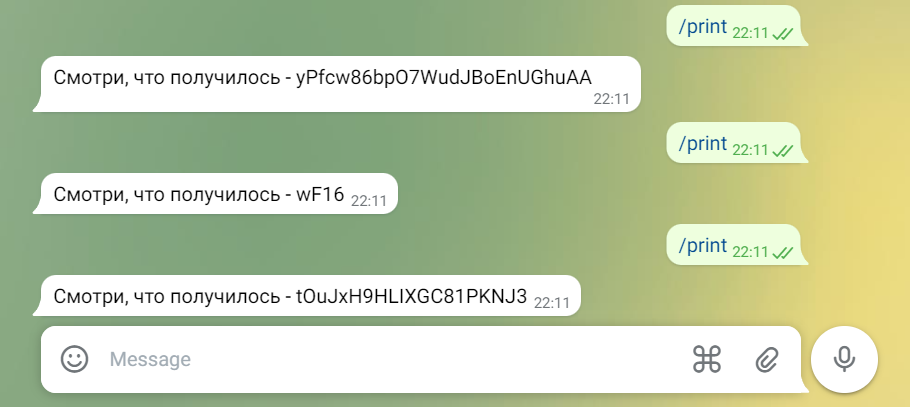 /print 22:11
Смотри, что получилось - yPfcw86bpO7WudJBoEnUGhuAA
22:11
/print 22:11
Смотри, что получилось - wF16 22:11
/print 22:11
Смотри, что получилось - tOuJxH9HLIXGC81PKNJ3 22:11
Message